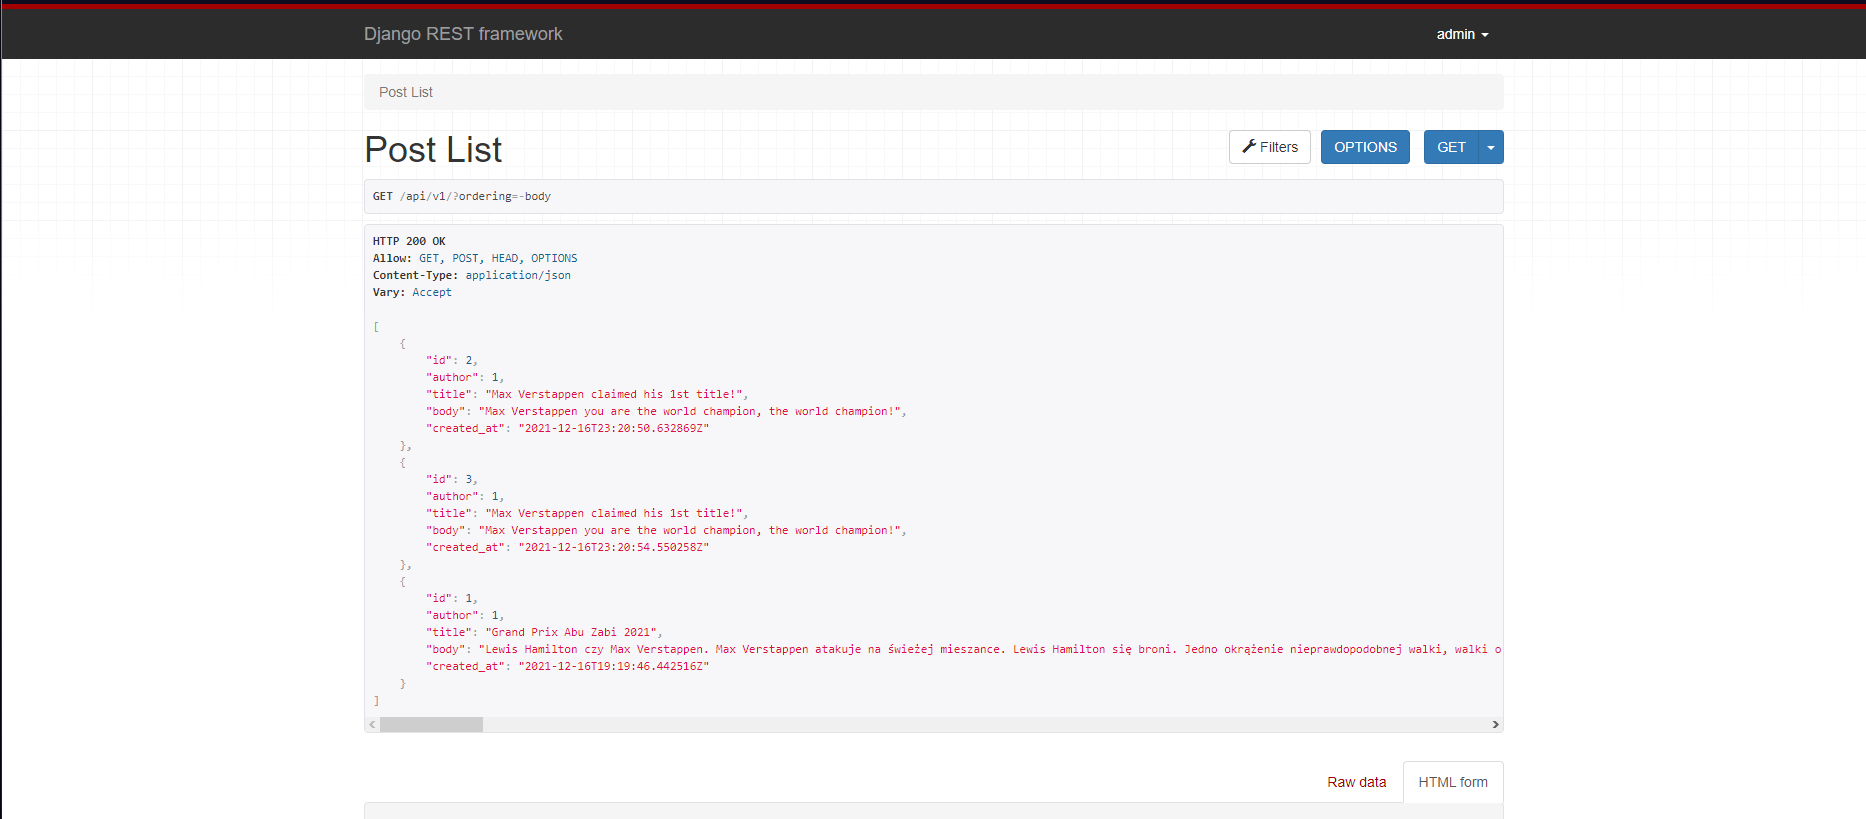 Django REST framework
admin
Post List
Post List
Filters
OPTIONS
GET
GET /api/v1/?ordering=-body
HTTP 200 OK
Allow: GET, POST, HEAD, OPTIONS
Content-Type: application/json
Vary: Accept
[
{
"id": 2,
"author": 1,
"title": "Max Verstappen claimed his 1st title!",
"body": "Max Verstappen you are the world champion, the world champion!",
"created_at": "2021-12-16T23:20:50.632869Z"
},
{
"id": 3,
"author": 1,
"title": "Max Verstappen claimed his 1st title!",
"body": "Max Verstappen you are the world champion, the world champion!",
"created_at": "2021-12-16T23:20:54.550258Z"
},
{
"id": 1,
"author": 1,
"title": "Grand Prix Abu Zabi 2021",
"body": "Lewis Hamilton czy Max Verstappen. Max Verstappen atakuje na świeżej mieszance. Lewis Hamilton się broni. Jedno okrążenie nieprawdopodobnej walki, walki o
"created_at": "2021-12-16T19:19:46.442516Z"
}
]
Raw data
HTML form